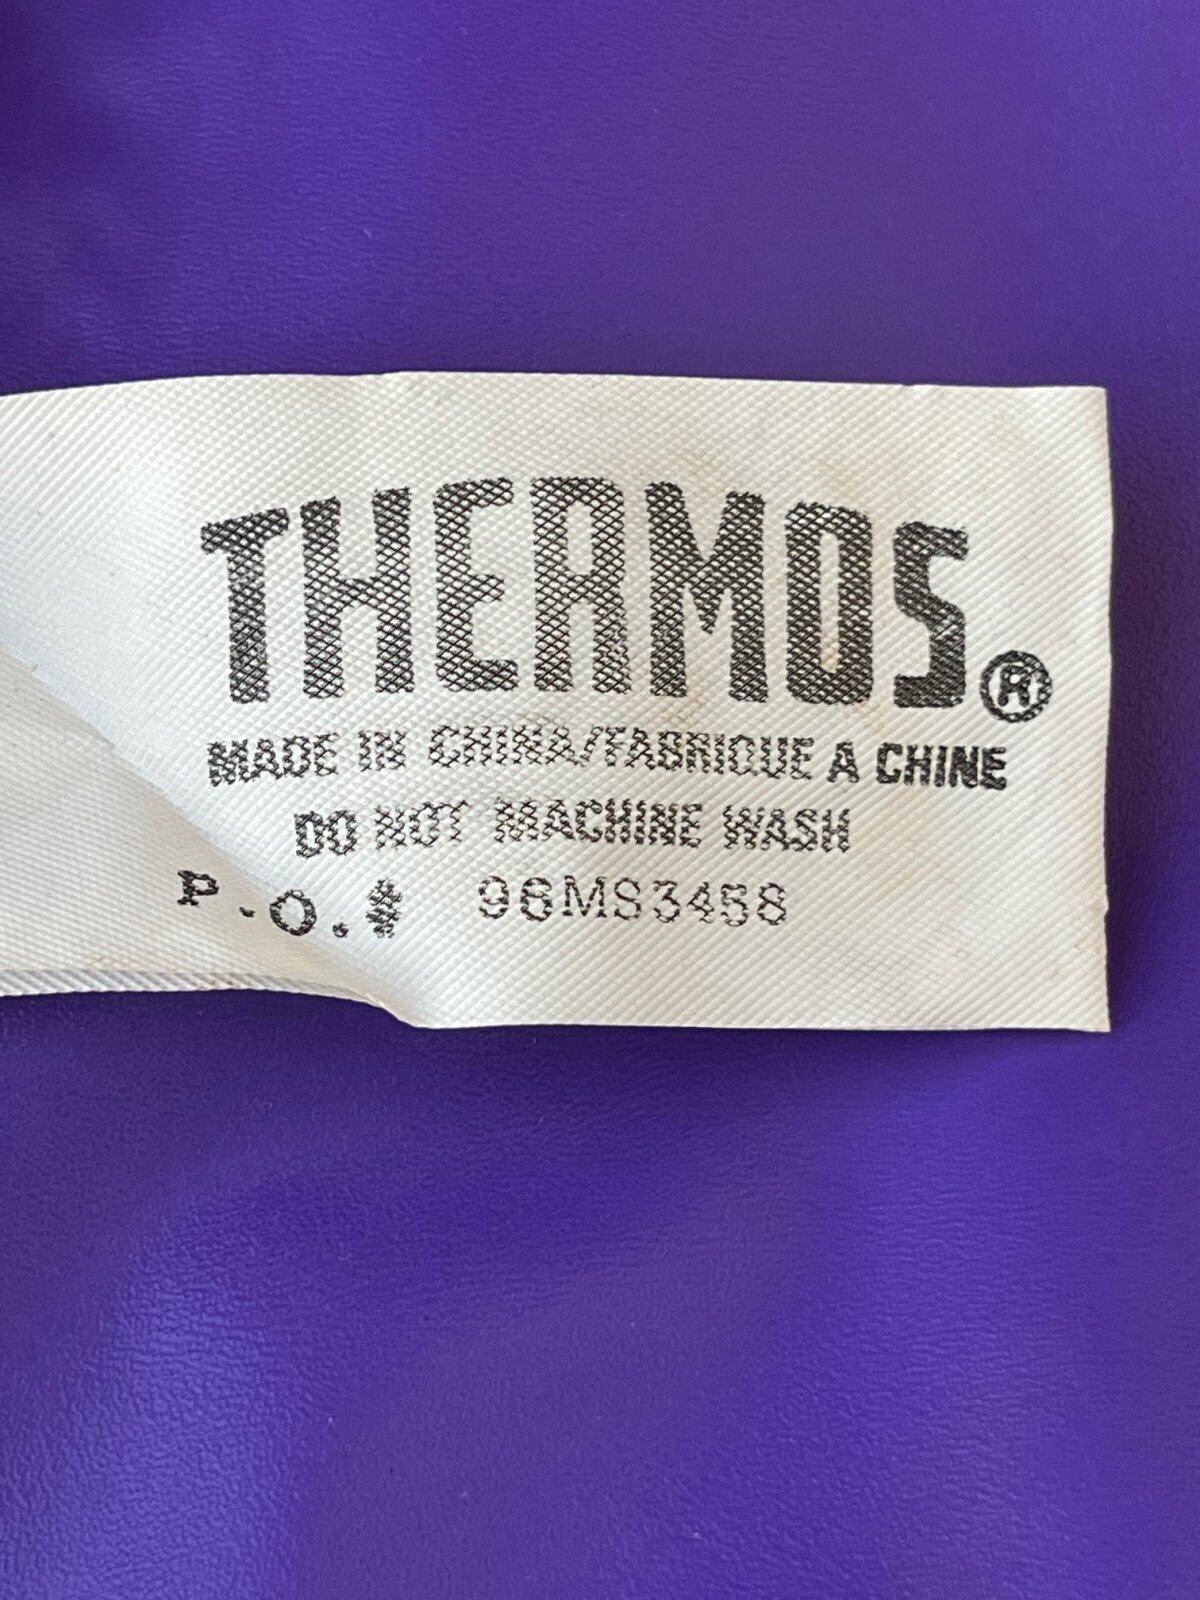 THERMOS®
MADE IN CHINA/FABRIQUE A CHINE
DO NOT MACHINE WASH
P.O.# 96MS3458